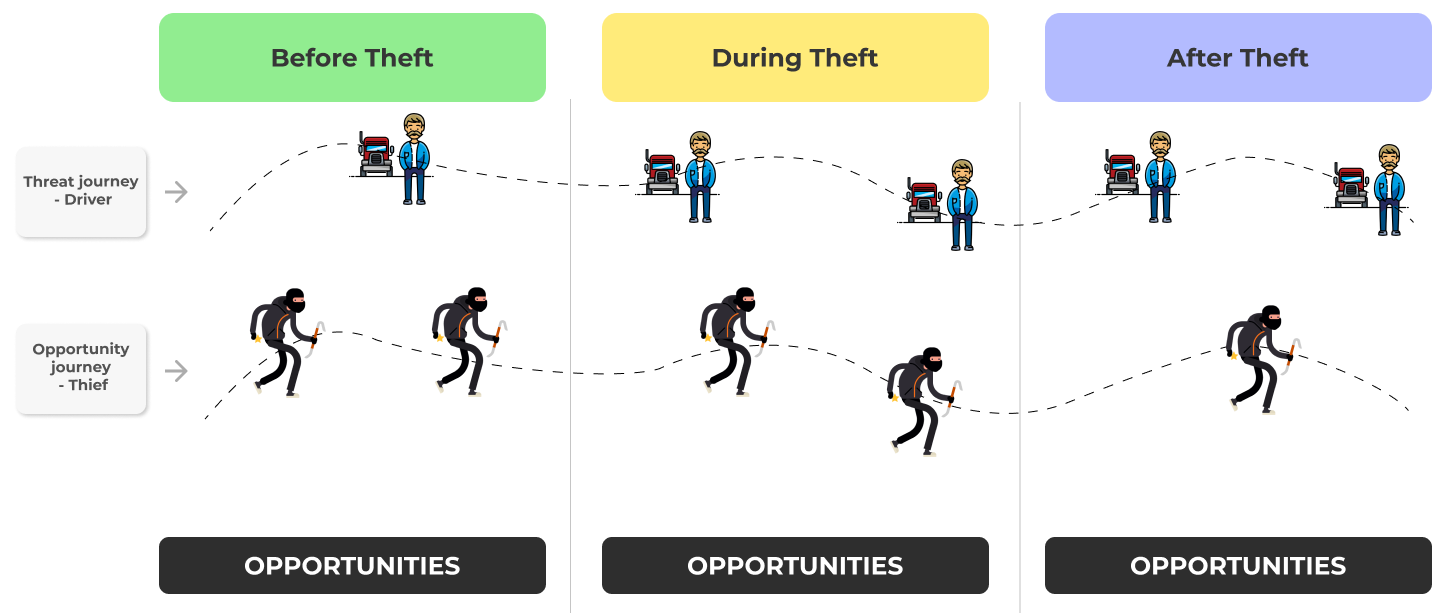 Before Theft
During Theft
After Theft
Threat journey
- Driver
Opportunity
journey
- Thief
OPPORTUNITIES
OPPORTUNITIES
OPPORTUNITIES